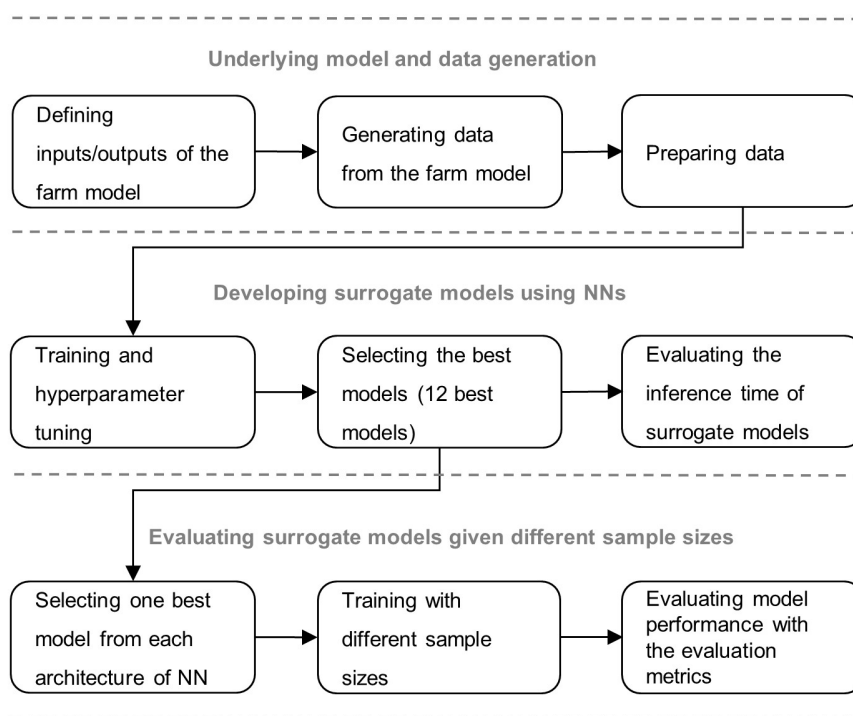 Underlying model and data generation
Defining
inputs/outputs of the
farm model
Generating data
from the farm model
Preparing data
Developing surrogate models using NNs
Training and
hyperparameter
tuning
Selecting the best
models (12 best
models)
Evaluating the
inference time of
surrogate models
Evaluating surrogate models given different sample sizes
Selecting one best
model from each
architecture of NN
Training with
different sample
sizes
Evaluating model
performance with
the evaluation
metrics